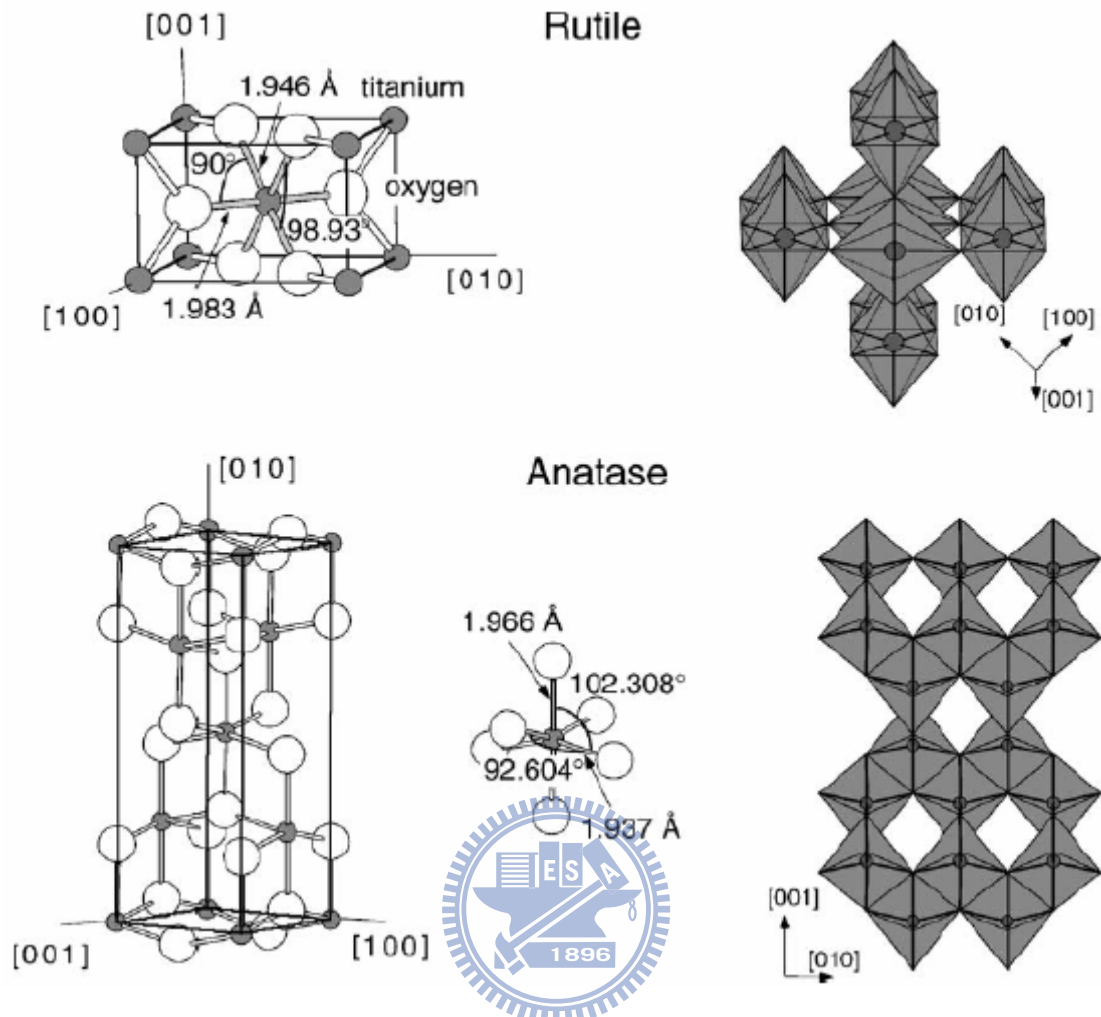 Rutile
[001]
1.946 Å titanium
90°
oxygen
98.93°
[010]
[100]
1.983 Å
[010]
[100]
[001]
Anatase
[010]
1.966 Å
102.308°
92.604°
1.937 Å
[001]
[100]
[001]
[010]
E S A
8
1896